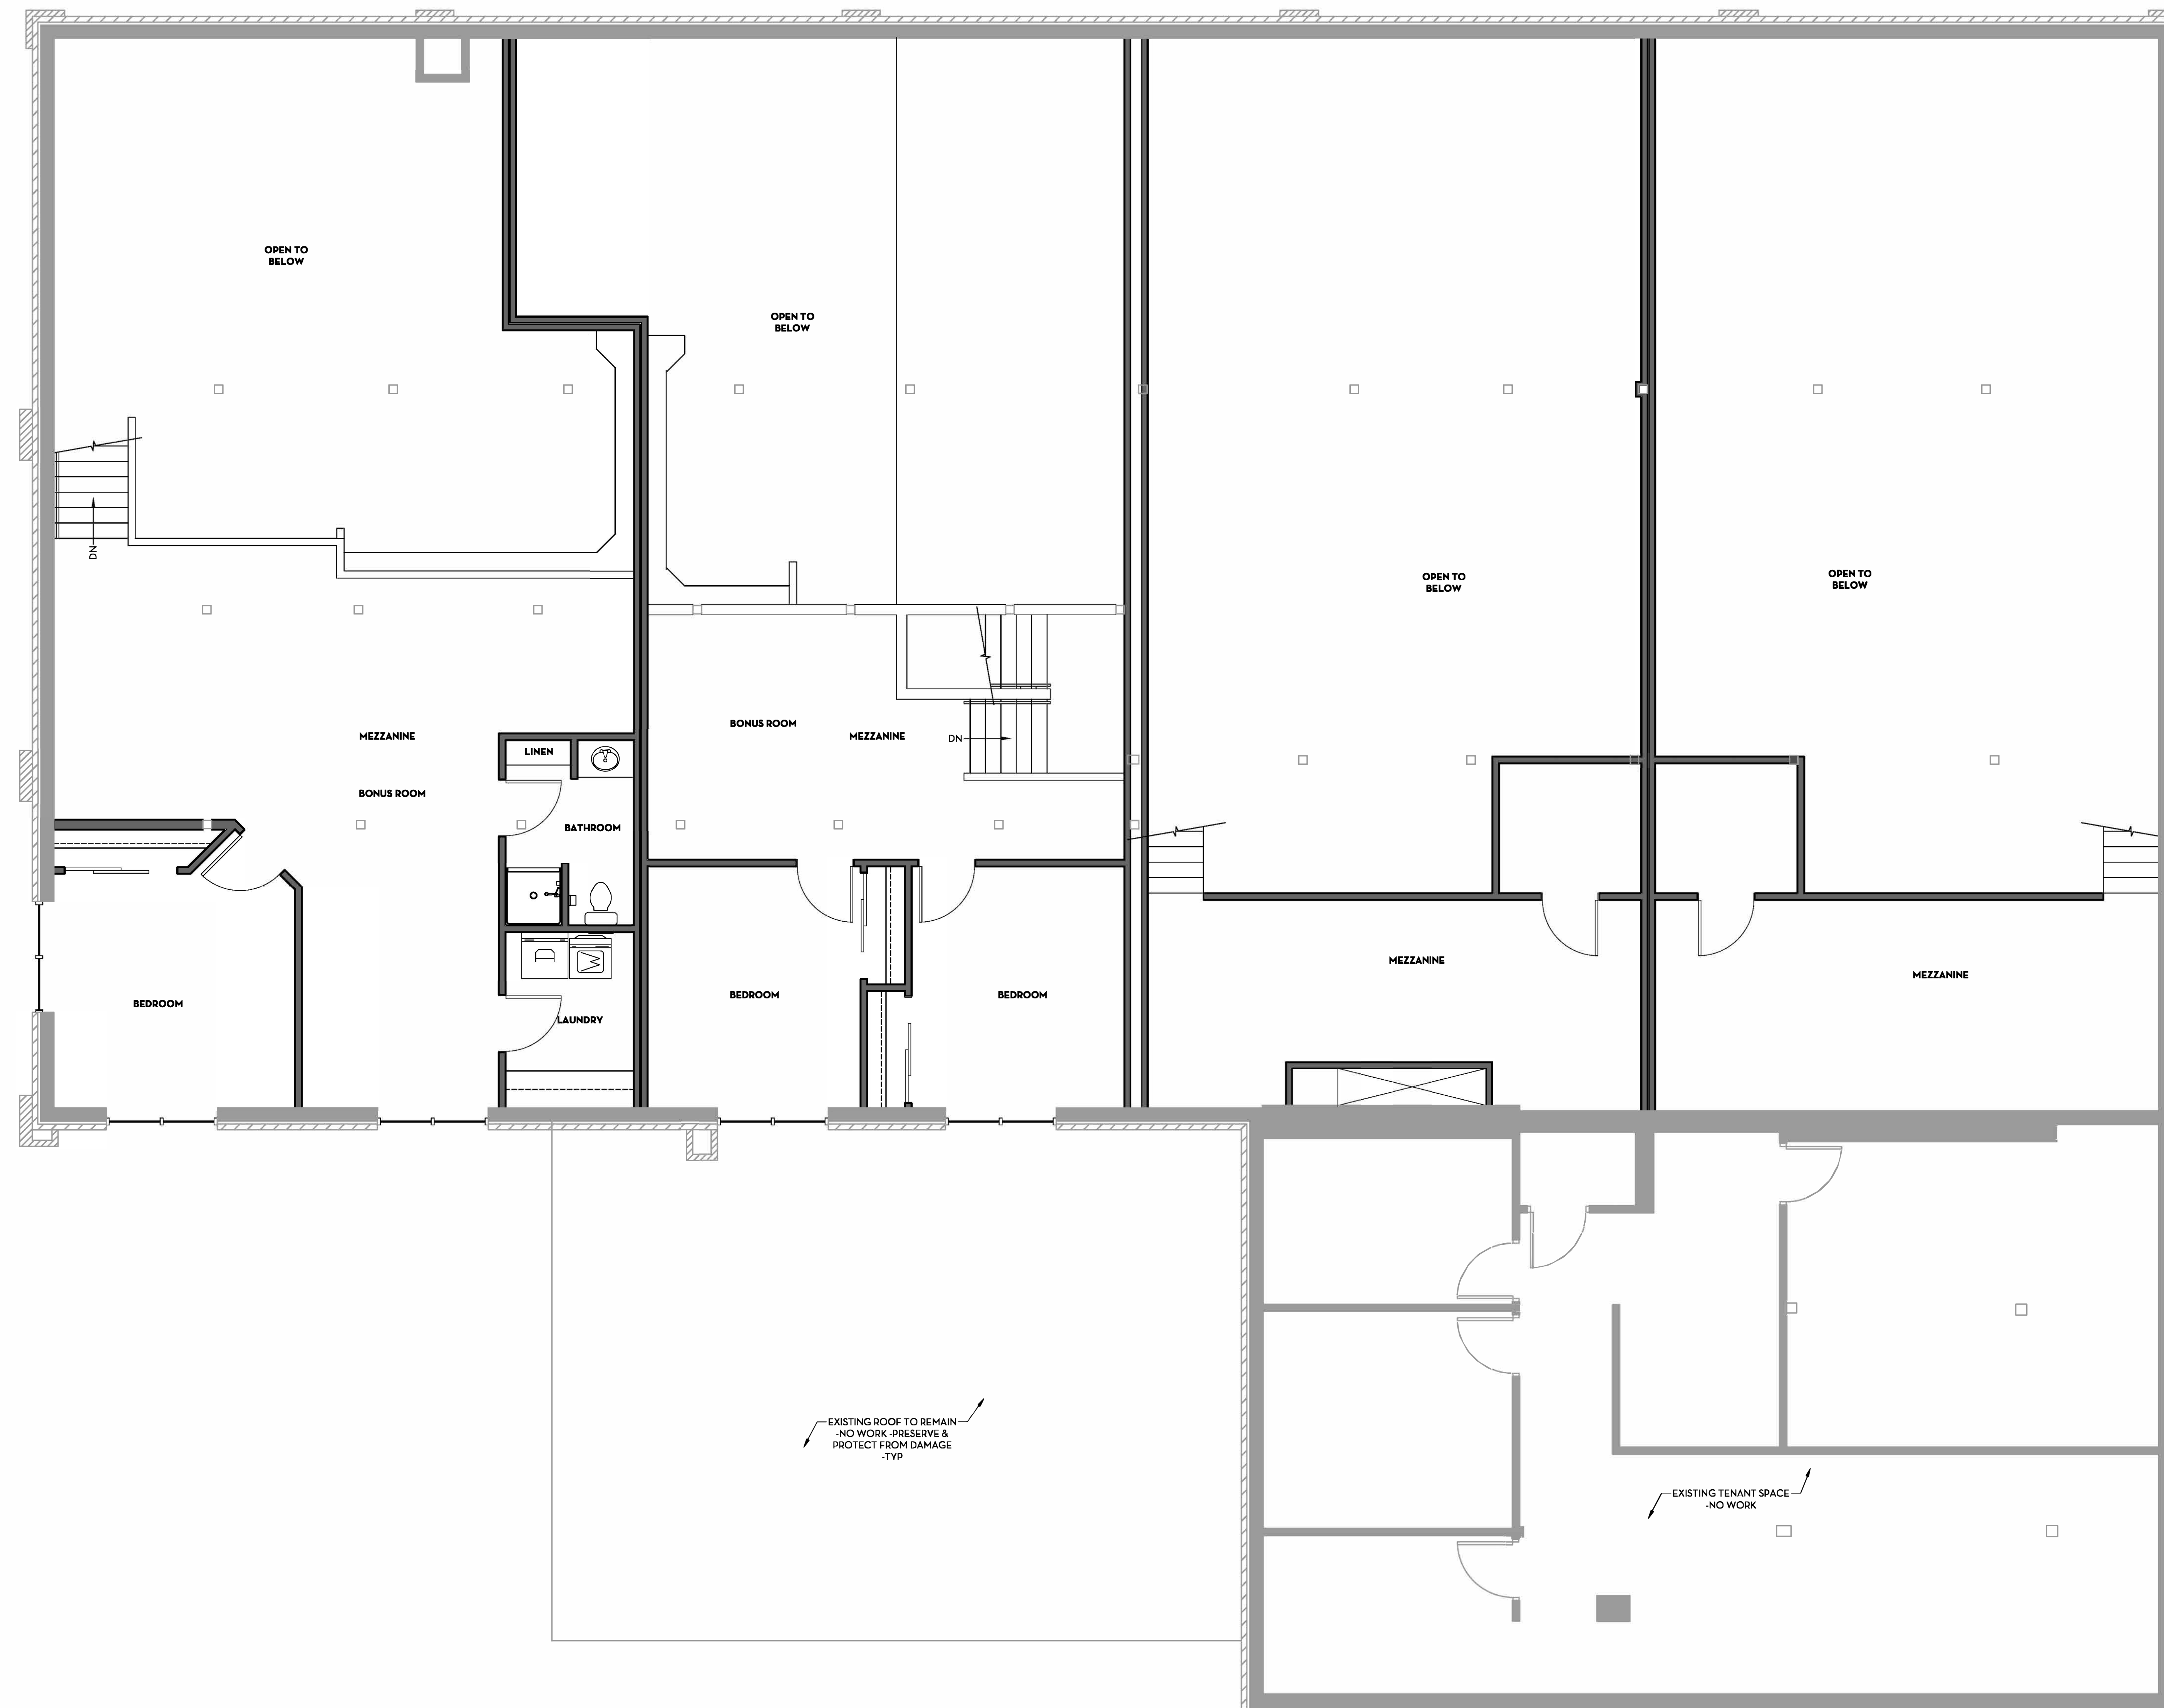 OPEN TO
BELOW
OPEN TO
BELOW
OPEN TO
BELOW
OPEN TO
BELOW
DN
MEZZANINE
BONUS ROOM
LINEN
BATHROOM
BONUS ROOM
MEZZANINE
DN
BEDROOM
LAUNDRY
BEDROOM
BEDROOM
MEZZANINE
MEZZANINE
EXISTING ROOF TO REMAIN
-NO WORK -PRESERVE &
PROTECT FROM DAMAGE
-TYP
EXISTING TENANT SPACE
-NO WORK